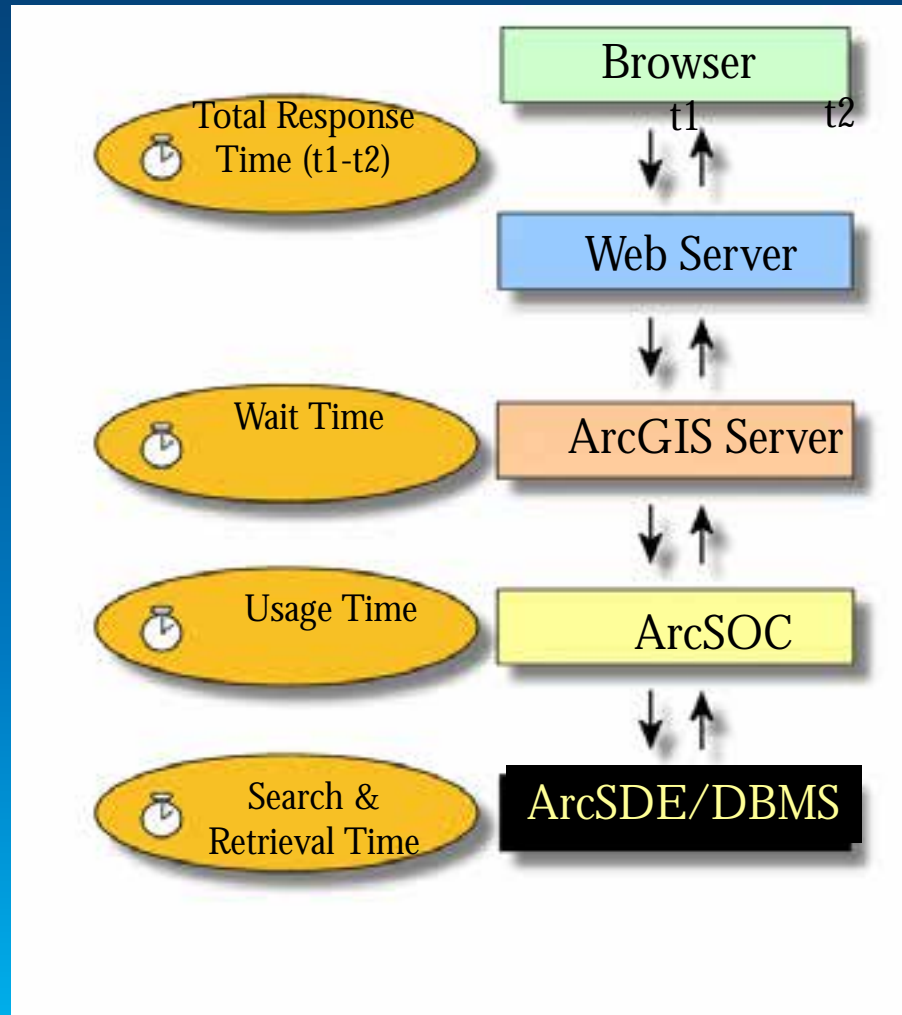 Browser
t1 t2
Total Response
Time (t1-t2)
Web Server
Wait Time
ArcGIS Server
Usage Time
ArcSOC
Search &
Retrieval Time
ArcSDE/DBMS